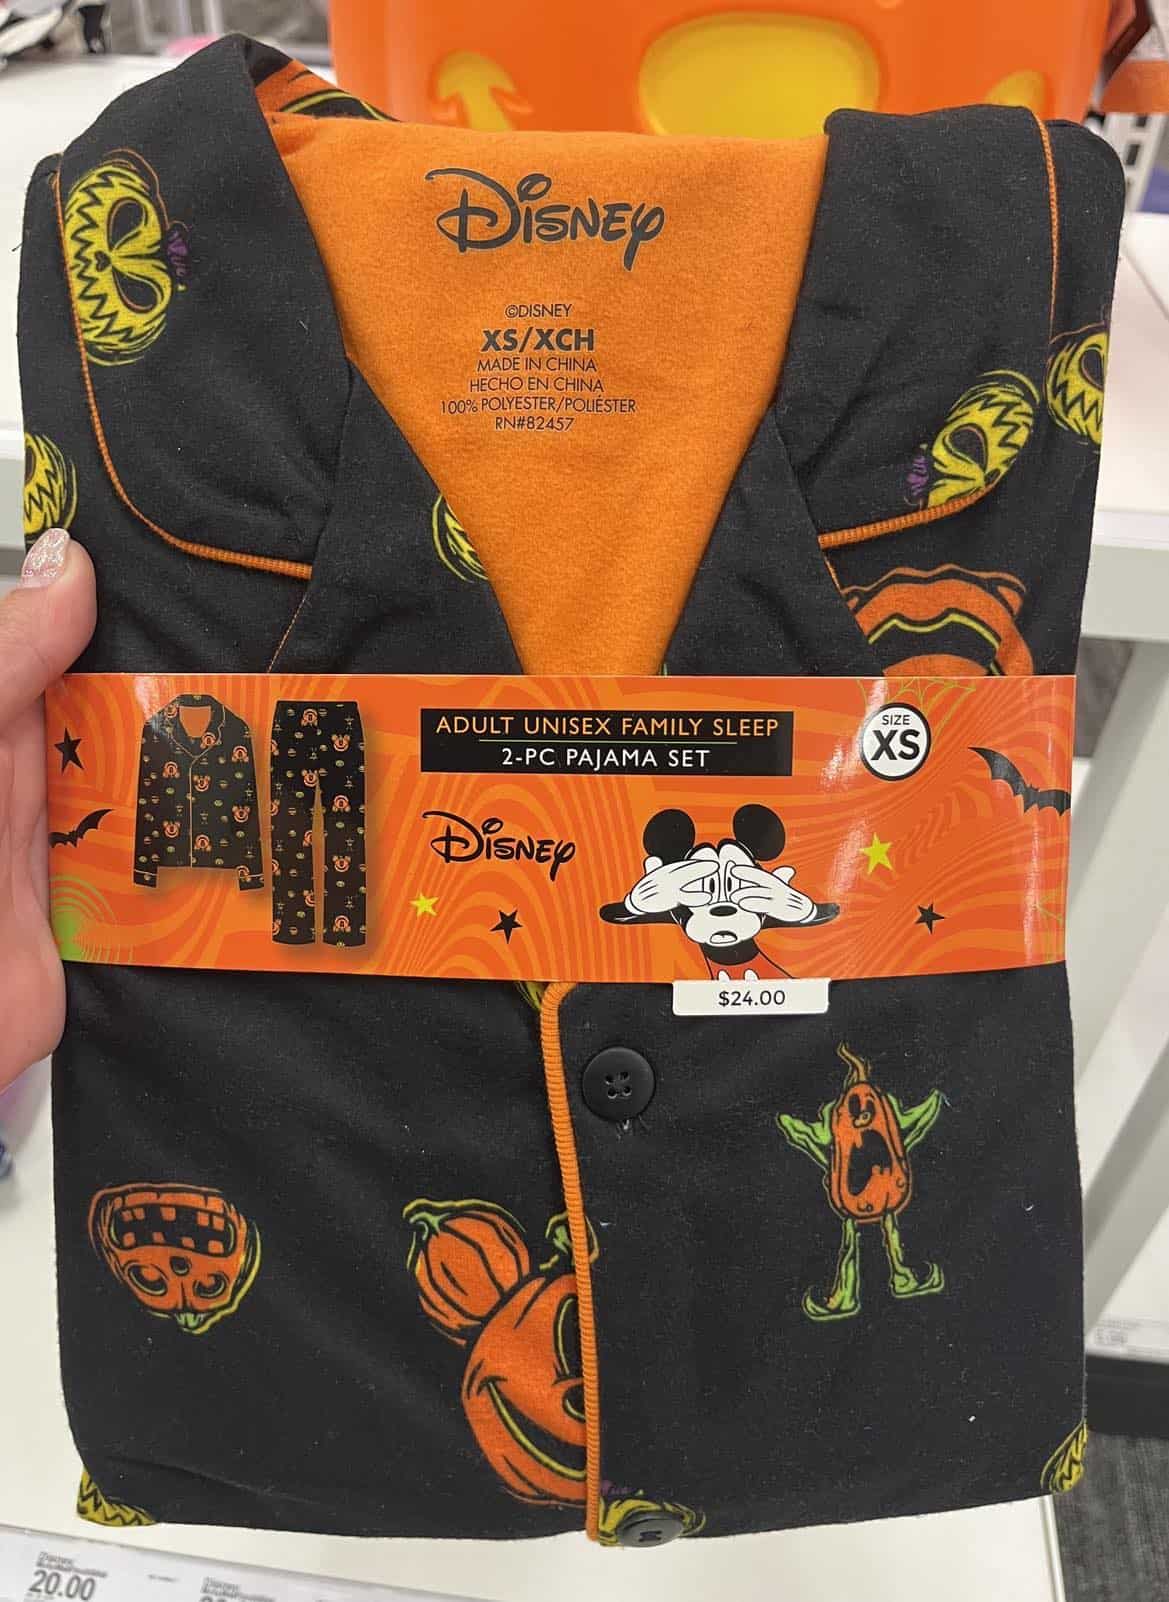 Disney
©DISNEY
XS/XCH
MADE IN CHINA
HECHO EN CHINA
100% POLYESTER/POLIÉSTER
RN#82457
ADULT UNISEX FAMILY SLEEP
2-PC PAJAMA SET
SIZE
XS
Disney
$24.00
20.00